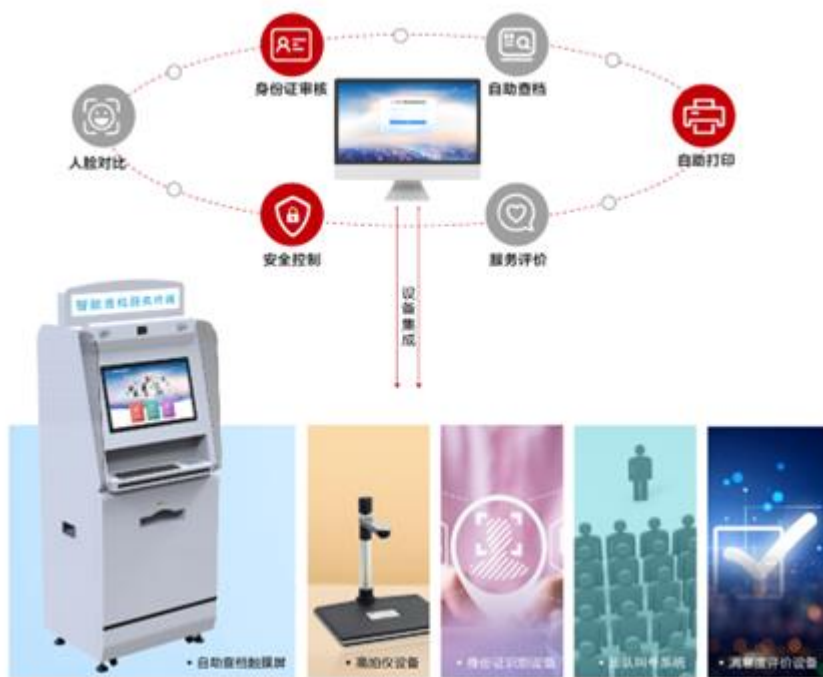 身份证审核
自助查档
人脸对比
自助打印
安全控制
服务评价
设备集成
智能查档服务终端
• 自助查档触摸屏
• 高拍仪设备
• 身份证识别设备
• 排队叫号系统
• 满意度评价设备